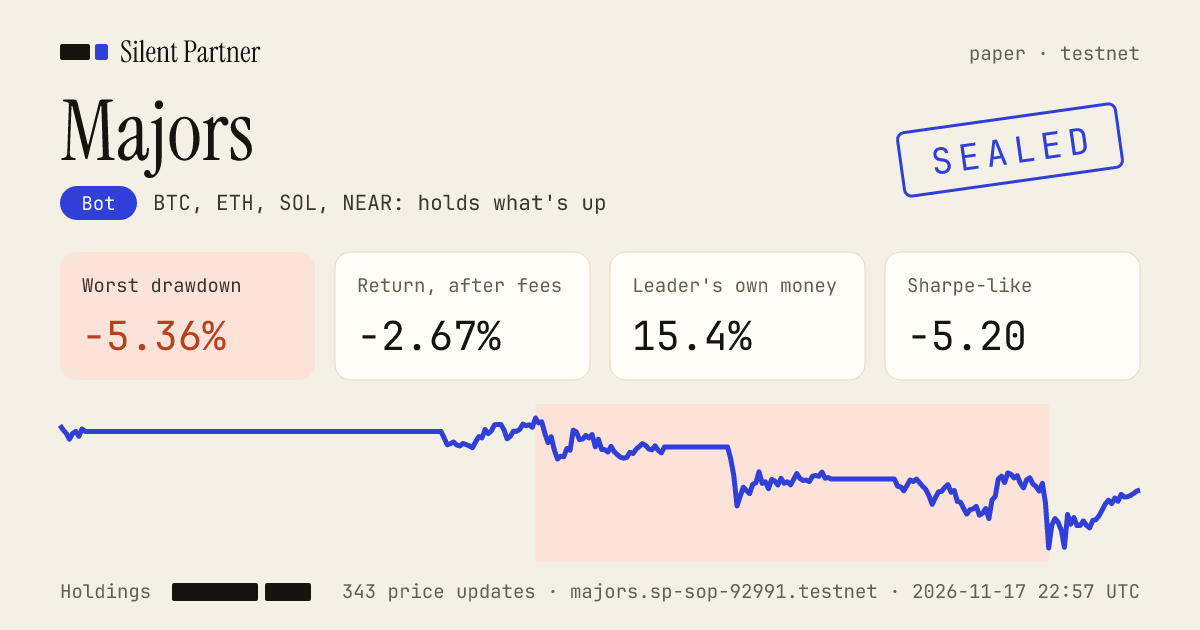 Silent Partner
paper · testnet
Majors
SEALED
Bot
BTC, ETH, SOL, NEAR: holds what's up
Worst drawdown
-5.36%
Return, after fees
-2.67%
Leader's own money
15.4%
Sharpe-like
-5.20
Holdings
343 price updates · majors.sp-sop-92991.testnet · 2026-11-17 22:57 UTC